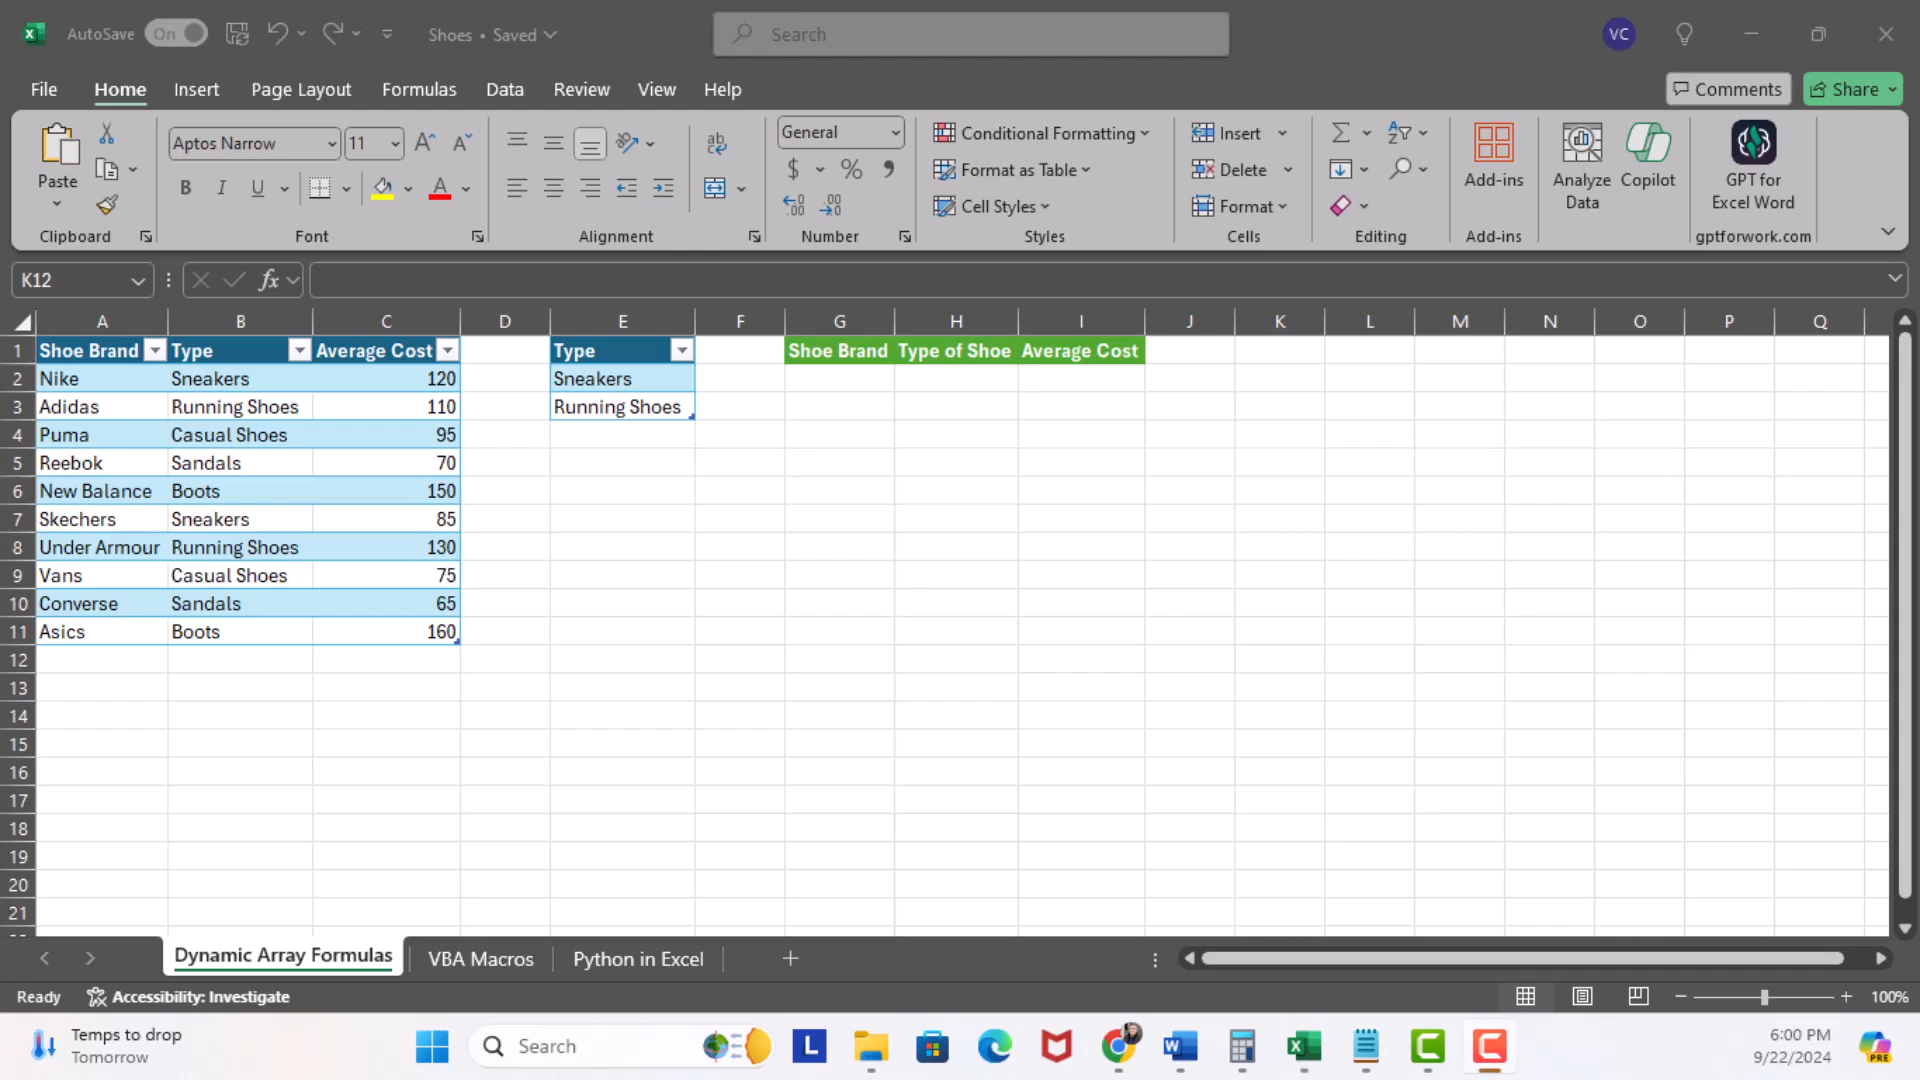 AutoSave On Shoes • Saved Search VC
File Home Insert Page Layout Formulas Data Review View Help Comments Share
Paste Aptos Narrow 11 ab General Conditional Formatting Insert
$ % Format as Table Delete Add-ins Analyze Data Copilot GPT for Excel Word
B I U A Cell Styles Format
Clipboard Font Alignment Number Styles Cells Editing Add-ins gptforwork.com
K12 fx
A B C D E F G H I J K L M N O P Q
1 Shoe Brand Type Average Cost Type Shoe Brand Type of Shoe Average Cost
2 Nike Sneakers 120 Sneakers
3 Adidas Running Shoes 110 Running Shoes
4 Puma Casual Shoes 95
5 Reebok Sandals 70
6 New Balance Boots 150
7 Skechers Sneakers 85
8 Under Armour Running Shoes 130
9 Vans Casual Shoes 75
10 Converse Sandals 65
11 Asics Boots 160
12
13
14
15
16
17
18
19
20
21
Dynamic Array Formulas VBA Macros Python in Excel
Ready Accessibility: Investigate 100%
Temps to drop Search L W 6:00 PM
Tomorrow 9/22/2024 PRE